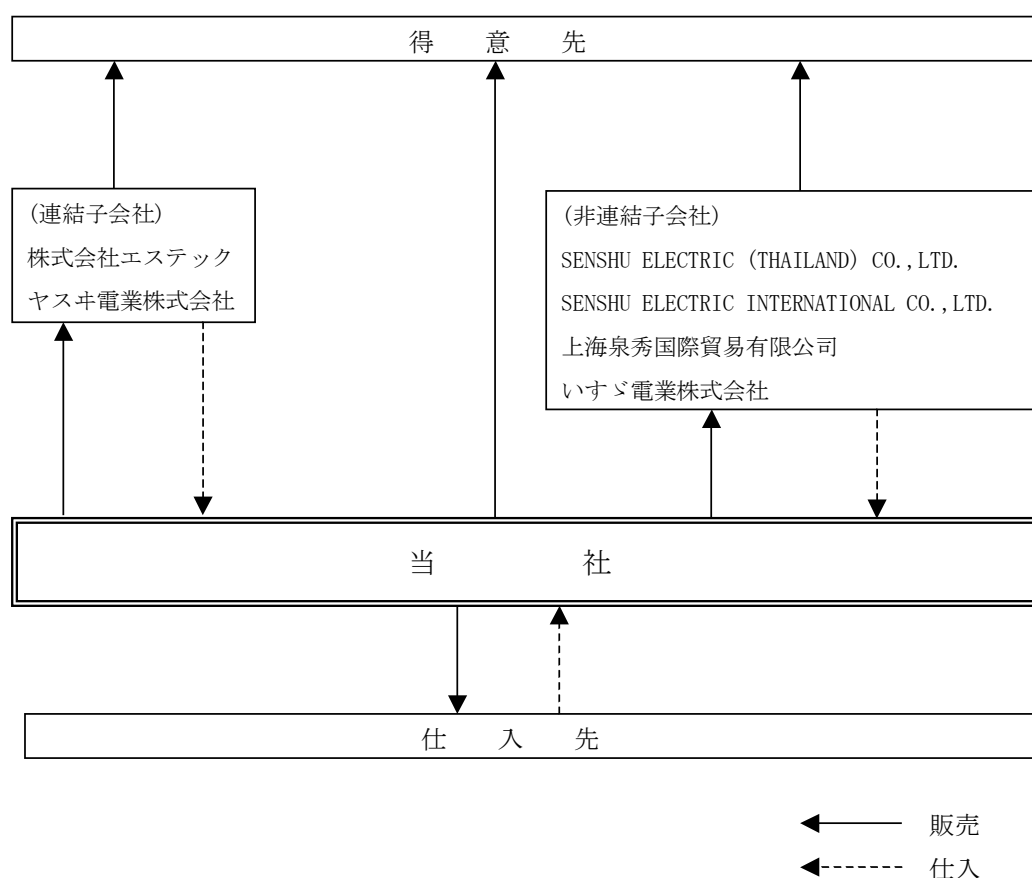 得意先
(連結子会社)
株式会社エステック
ヤスヰ電業株式会社
(非連結子会社)
SENSHU ELECTRIC (THAILAND) CO.,LTD.
SENSHU ELECTRIC INTERNATIONAL CO.,LTD.
上海泉秀国際貿易有限公司
いすゞ電業株式会社
当社
仕入先
販売
仕入